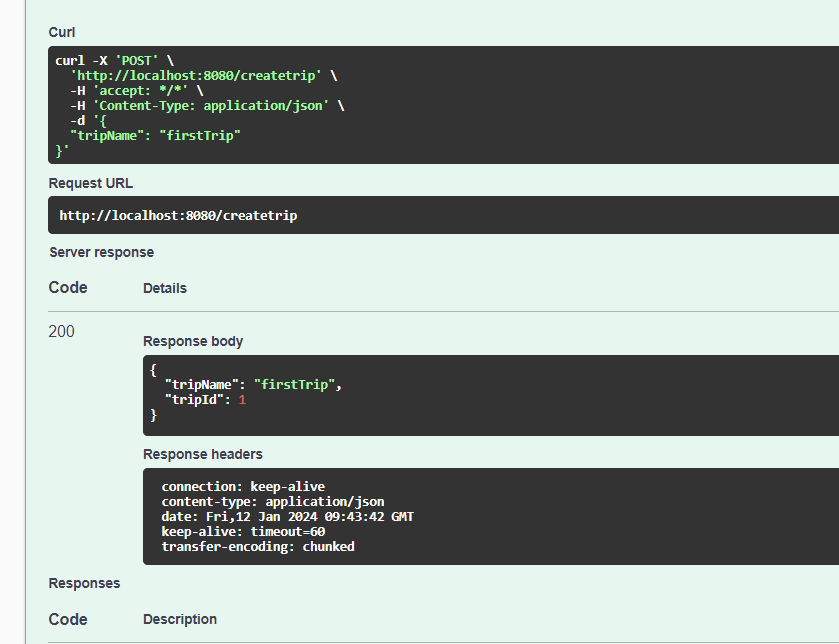 Curl
curl -X 'POST' \
'http://localhost:8080/createtrip' \
-H 'accept: */*' \
-H 'Content-Type: application/json' \
-d '{
"tripName": "firstTrip"
}'
Request URL
http://localhost:8080/createtrip
Server response
Code Details
200
Response body
{
"tripName": "firstTrip",
"tripId": 1
}
Response headers
connection: keep-alive
content-type: application/json
date: Fri,12 Jan 2024 09:43:42 GMT
keep-alive: timeout=60
transfer-encoding: chunked
Responses
Code Description